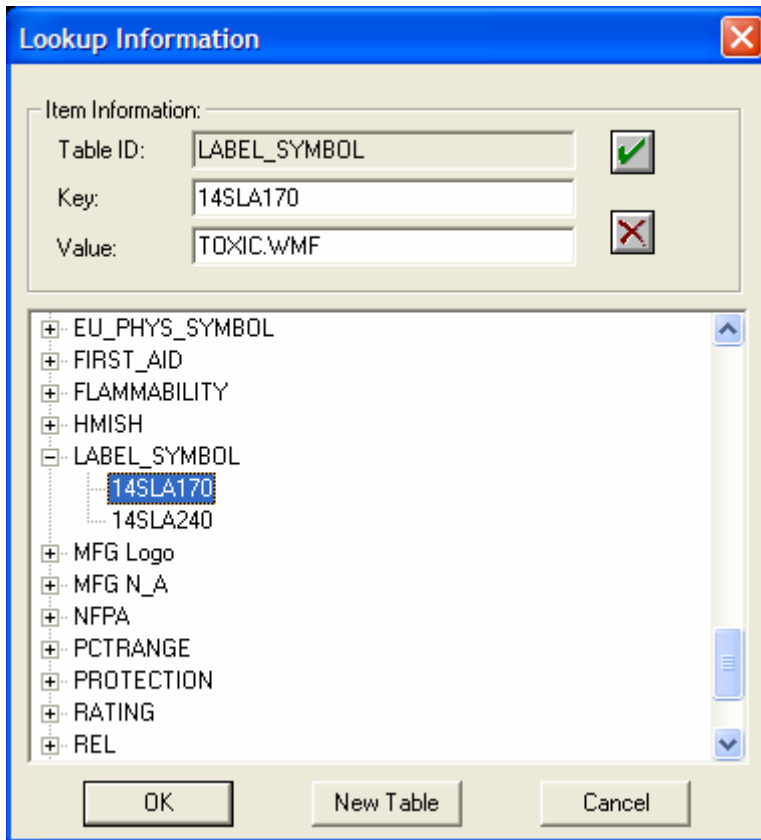 Lookup Information
Item Information:
Table ID: LABEL_SYMBOL
Key: 14SLA170
Value: TOXIC.WMF
EU_PHYS_SYMBOL
FIRST_AID
FLAMMABILITY
HMISH
LABEL_SYMBOL
14SLA170
14SLA240
MFG Logo
MFG N_A
NFPA
PCTRANGE
PROTECTION
RATING
REL
OK New Table Cancel